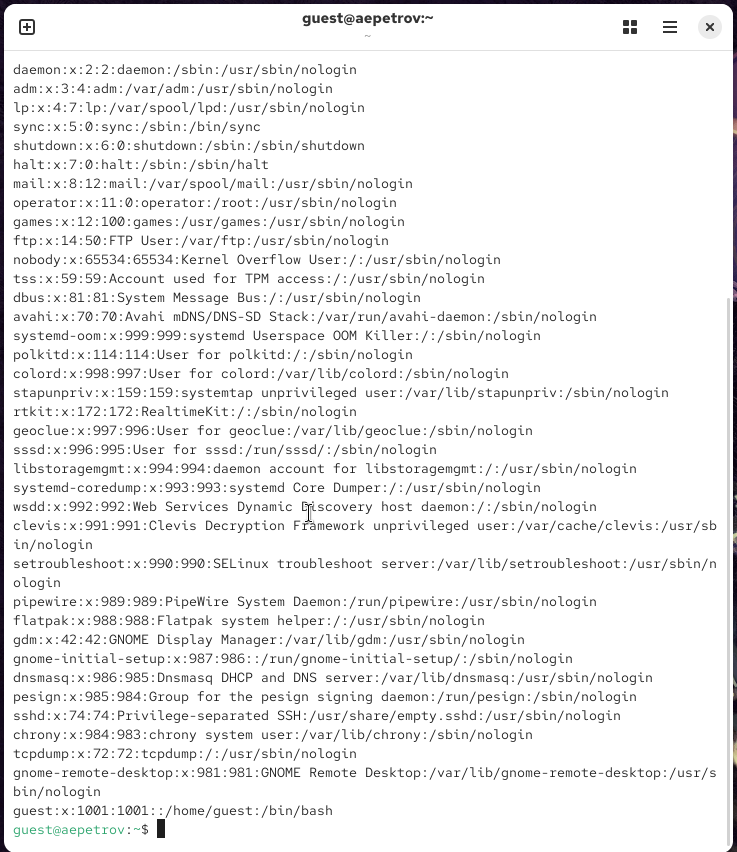 guest@aepetrov:~
~
daemon:x:2:2:daemon:/sbin:/usr/sbin/nologin
adm:x:3:4:adm:/var/adm:/usr/sbin/nologin
lp:x:4:7:lp:/var/spool/lpd:/usr/sbin/nologin
sync:x:5:0:sync:/sbin:/bin/sync
shutdown:x:6:0:shutdown:/sbin:/sbin/shutdown
halt:x:7:0:halt:/sbin:/sbin/halt
mail:x:8:12:mail:/var/spool/mail:/usr/sbin/nologin
operator:x:11:0:operator:/root:/usr/sbin/nologin
games:x:12:100:games:/usr/games:/usr/sbin/nologin
ftp:x:14:50:FTP User:/var/ftp:/usr/sbin/nologin
nobody:x:65534:65534:Kernel Overflow User:/:/usr/sbin/nologin
tss:x:59:59:Account used for TPM access:/:/usr/sbin/nologin
dbus:x:81:81:System Message Bus:/:/usr/sbin/nologin
avahi:x:70:70:Avahi mDNS/DNS-SD Stack:/var/run/avahi-daemon:/sbin/nologin
systemd-oom:x:999:999:systemd Userspace OOM Killer:/:/sbin/nologin
polkitd:x:114:114:User for polkitd:/:/sbin/nologin
colord:x:998:997:User for colord:/var/lib/colord:/sbin/nologin
stapunpriv:x:159:159:systemtap unprivileged user:/var/lib/stapunpriv:/sbin/nologin
rtkit:x:172:172:RealtimeKit:/:/sbin/nologin
geoclue:x:997:996:User for geoclue:/var/lib/geoclue:/sbin/nologin
sssd:x:996:995:User for sssd:/run/sssd/:/sbin/nologin
libstoragemgmt:x:994:994:daemon account for libstoragemgmt:/:/usr/sbin/nologin
systemd-coredump:x:993:993:systemd Core Dumper:/:/usr/sbin/nologin
wsdd:x:992:992:Web Services Dynamic Discovery host daemon:/:/sbin/nologin
clevis:x:991:991:Clevis Decryption Framework unprivileged user:/var/cache/clevis:/usr/sb
in/nologin
setroubleshoot:x:990:990:SELinux troubleshoot server:/var/lib/setroubleshoot:/usr/sbin/n
ologin
pipewire:x:989:989:PipeWire System Daemon:/run/pipewire:/usr/sbin/nologin
flatpak:x:988:988:Flatpak system helper:/:/usr/sbin/nologin
gdm:x:42:42:GNOME Display Manager:/var/lib/gdm:/usr/sbin/nologin
gnome-initial-setup:x:987:986::/run/gnome-initial-setup/:/sbin/nologin
dnsmasq:x:986:985:Dnsmasq DHCP and DNS server:/var/lib/dnsmasq:/usr/sbin/nologin
pesign:x:985:984:Group for the pesign signing daemon:/run/pesign:/sbin/nologin
sshd:x:74:74:Privilege-separated SSH:/usr/share/empty.sshd:/usr/sbin/nologin
chrony:x:984:983:chrony system user:/var/lib/chrony:/sbin/nologin
tcpdump:x:72:72:tcpdump:/:/usr/sbin/nologin
gnome-remote-desktop:x:981:981:GNOME Remote Desktop:/var/lib/gnome-remote-desktop:/usr/s
bin/nologin
guest:x:1001:1001::/home/guest:/bin/bash
guest@aepetrov:~$